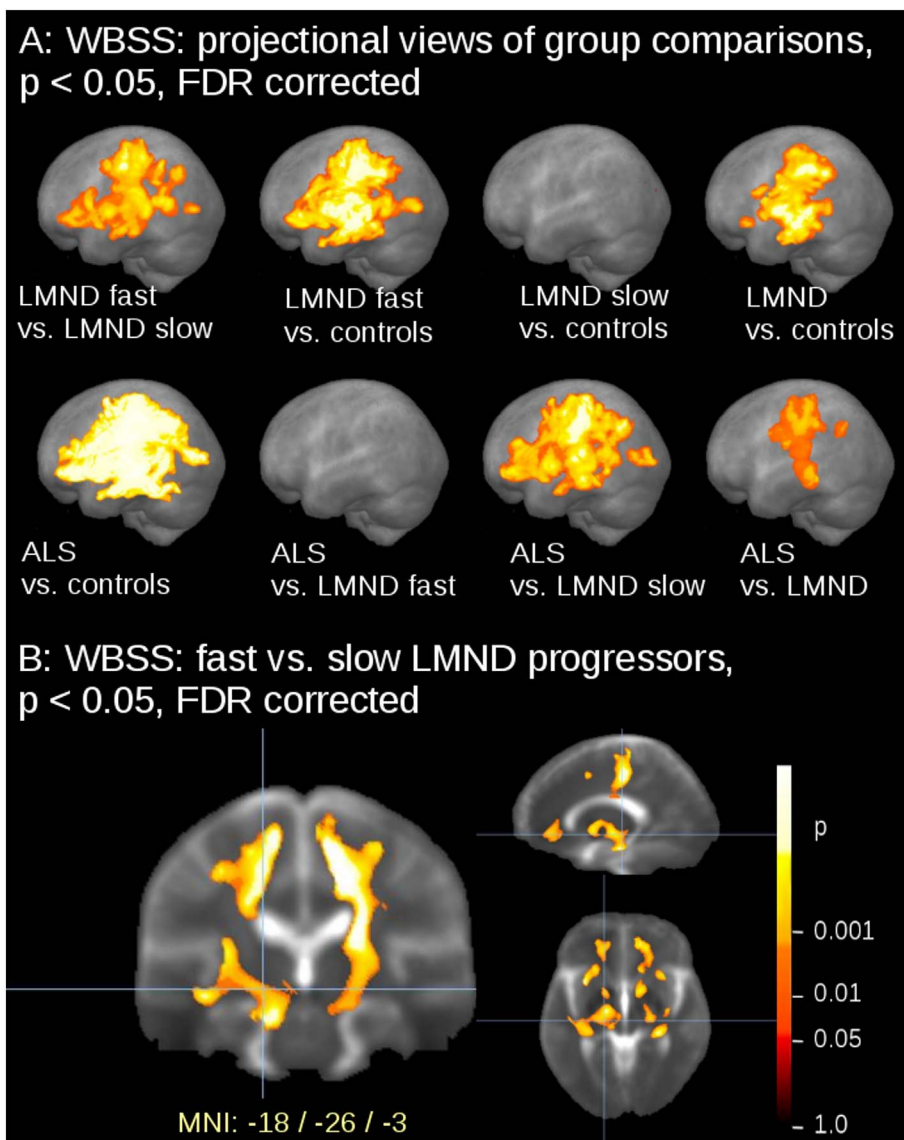 A: WBSS: projectional views of group comparisons,
p < 0.05, FDR corrected
LMND fast
vs. LMND slow
LMND fast
vs. controls
LMND slow
vs. controls
LMND
vs. controls
ALS
vs. controls
ALS
vs. LMND fast
ALS
vs. LMND slow
ALS
vs. LMND
B: WBSS: fast vs. slow LMND progressors,
p < 0.05, FDR corrected
p
0.001
0.01
0.05
1.0
MNI: -18 / -26 / -3